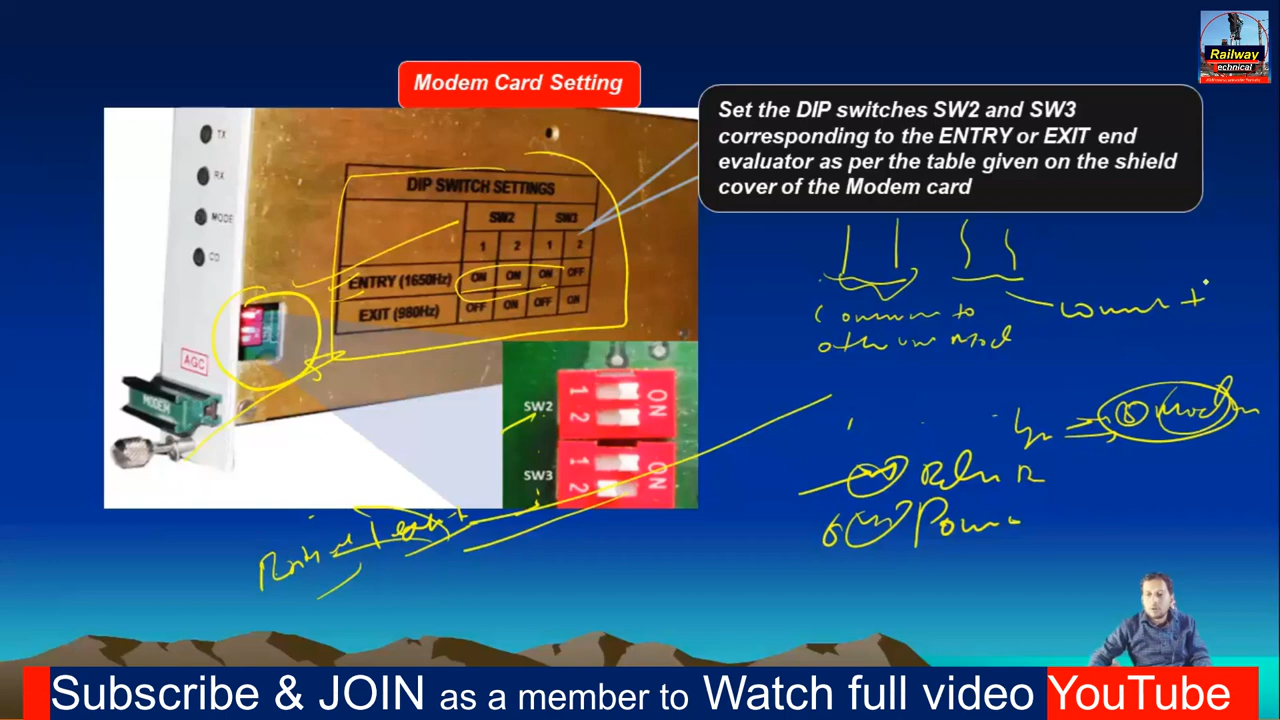 Railway
Technical
Modem Card Setting
Set the DIP switches SW2 and SW3
corresponding to the ENTRY or EXIT end
evaluator as per the table given on the shield
cover of the Modem card
TX
RX
MODE
CD
DIP SWITCH SETTINGS
SW2 SW3
1 2 1 2
ENTRY (1650Hz) ON ON ON OFF
EXIT (980Hz) OFF ON OFF ON
AGC
MODEM
SW2
1 2 ON
SW3
1 2 ON
Modem
Subscribe & JOIN as a member to Watch full video YouTube